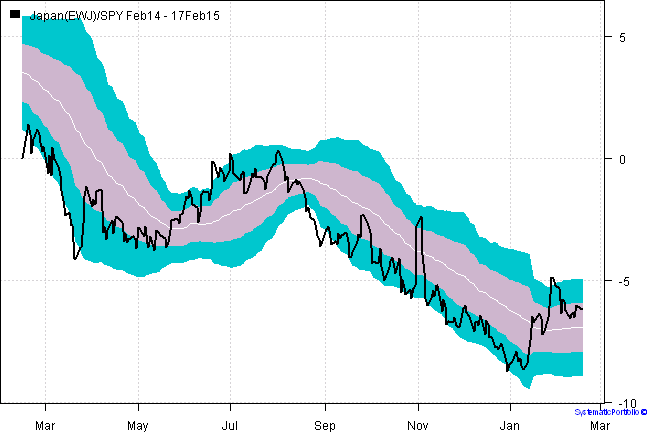 Japan(EWJ)/SPY Feb14 - 17Feb15
5
0
-5
-10
SystematicPortfolio ©
Mar May Jul Sep Nov Jan Mar